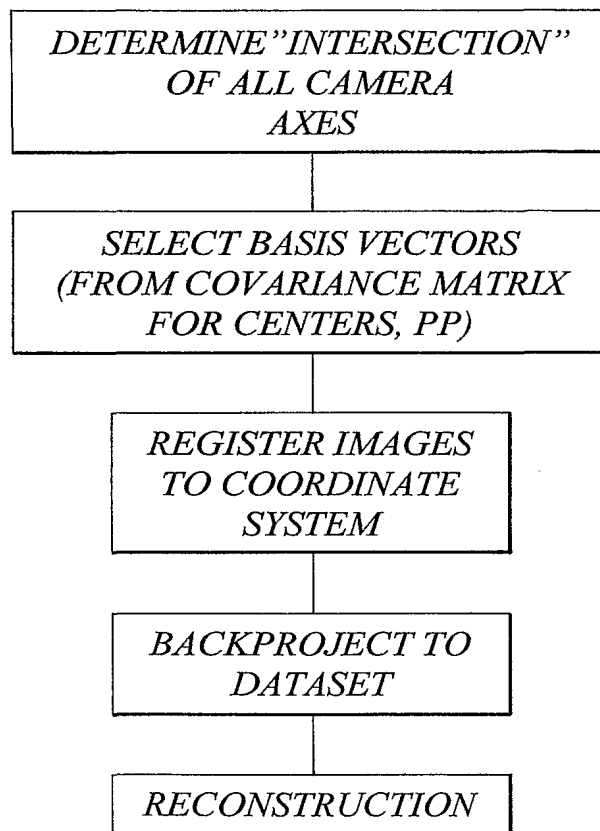 DETERMINE”INTERSECTION”
OF ALL CAMERA
AXES
SELECT BASIS VECTORS
(FROM COVARIANCE MATRIX
FOR CENTERS, PP)
REGISTER IMAGES
TO COORDINATE
SYSTEM
BACKPROJECT TO
DATASET
RECONSTRUCTION